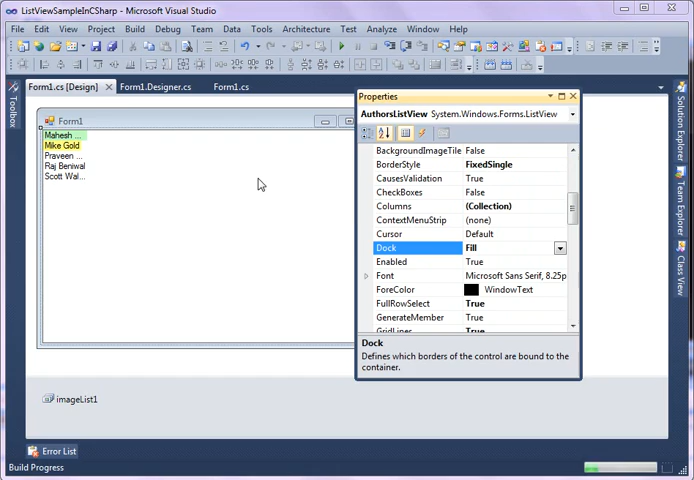 ListViewSampleInCSharp - Microsoft Visual Studio
File Edit View Project Build Debug Team Data Tools Architecture Test Analyze Window Help
Form1.cs [Design] Form1.Designer.cs Form1.cs
Toolbox
Form1
Mahesh ...
Mike Gold
Praveen ...
Raj Beniwal
Scott Wal...
Properties
AuthorsListView System.Windows.Forms.ListView
BackgroundImageTile False
BorderStyle FixedSingle
CausesValidation True
CheckBoxes False
Columns (Collection)
ContextMenuStrip (none)
Cursor Default
Dock Fill
Enabled True
Font Microsoft Sans Serif, 8.25p
ForeColor WindowText
FullRowSelect True
GenerateMember True
GridLines True
Dock
Defines which borders of the control are bound to the
container.
Solution Explorer
Team Explorer
Class View
imageList1
Error List
Build Progress